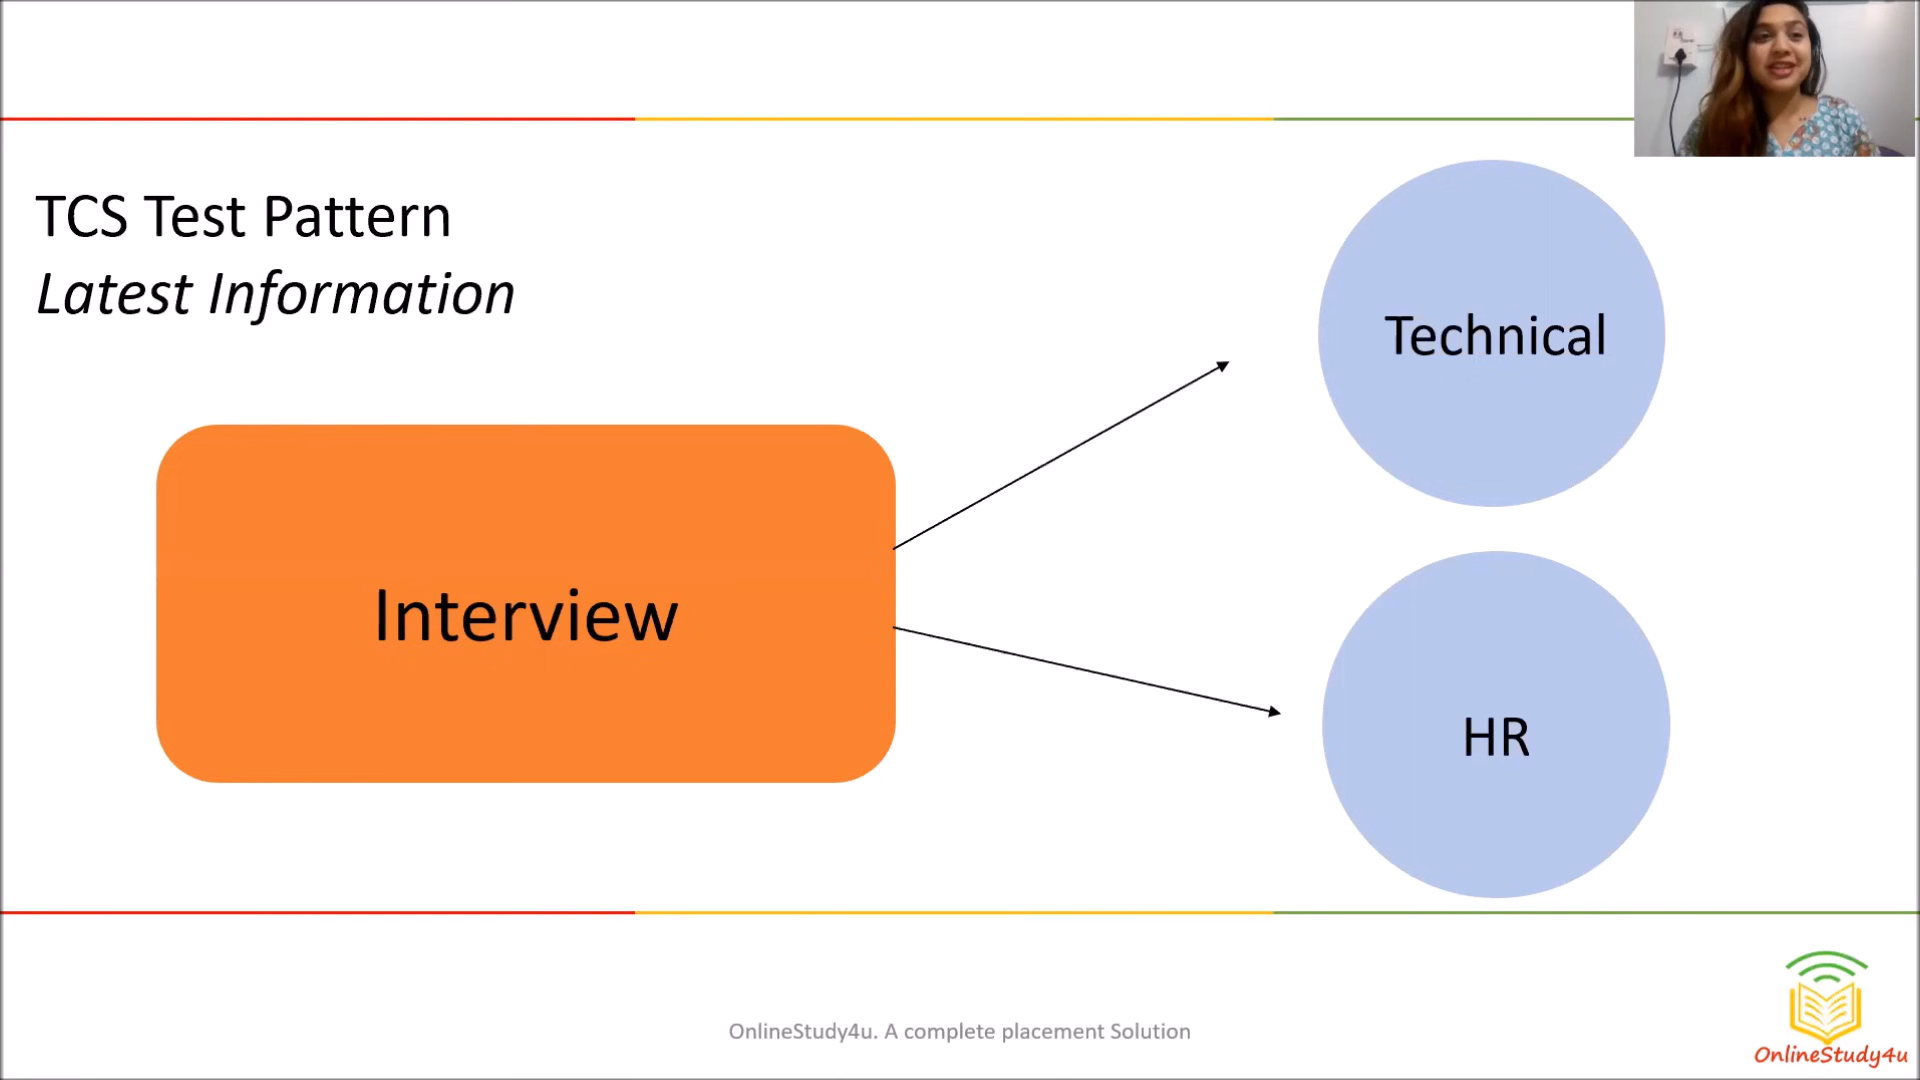 TCS Test Pattern
Latest Information
Technical
Interview
HR
OnlineStudy4u. A complete placement Solution
OnlineStudy4u